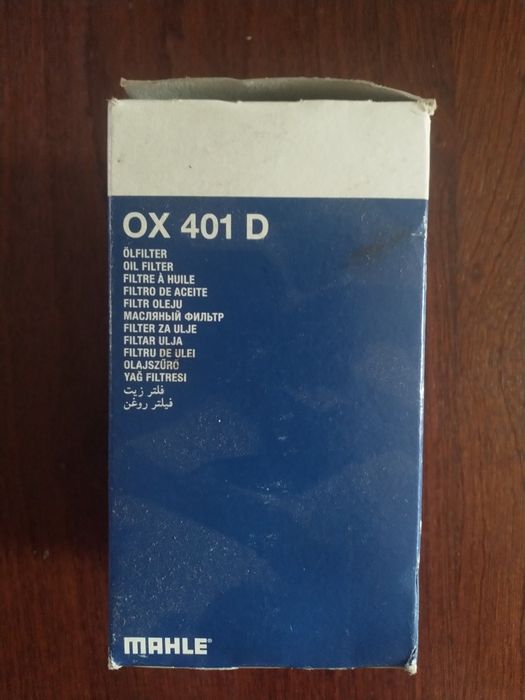 OX 401 D
ÖLFILTER
OIL FILTER
FILTRE À HUILE
FILTRO DE ACEITE
FILTR OLEJU
МАСЛЯНЫЙ ФИЛЬТР
FILTER ZA ULJE
FILTAR ULJA
FILTRU DE ULEI
OLAJSZŰRŐ
YAĞ FILTRESI
فلتر زيت
فیلتر روغن
MAHLE®